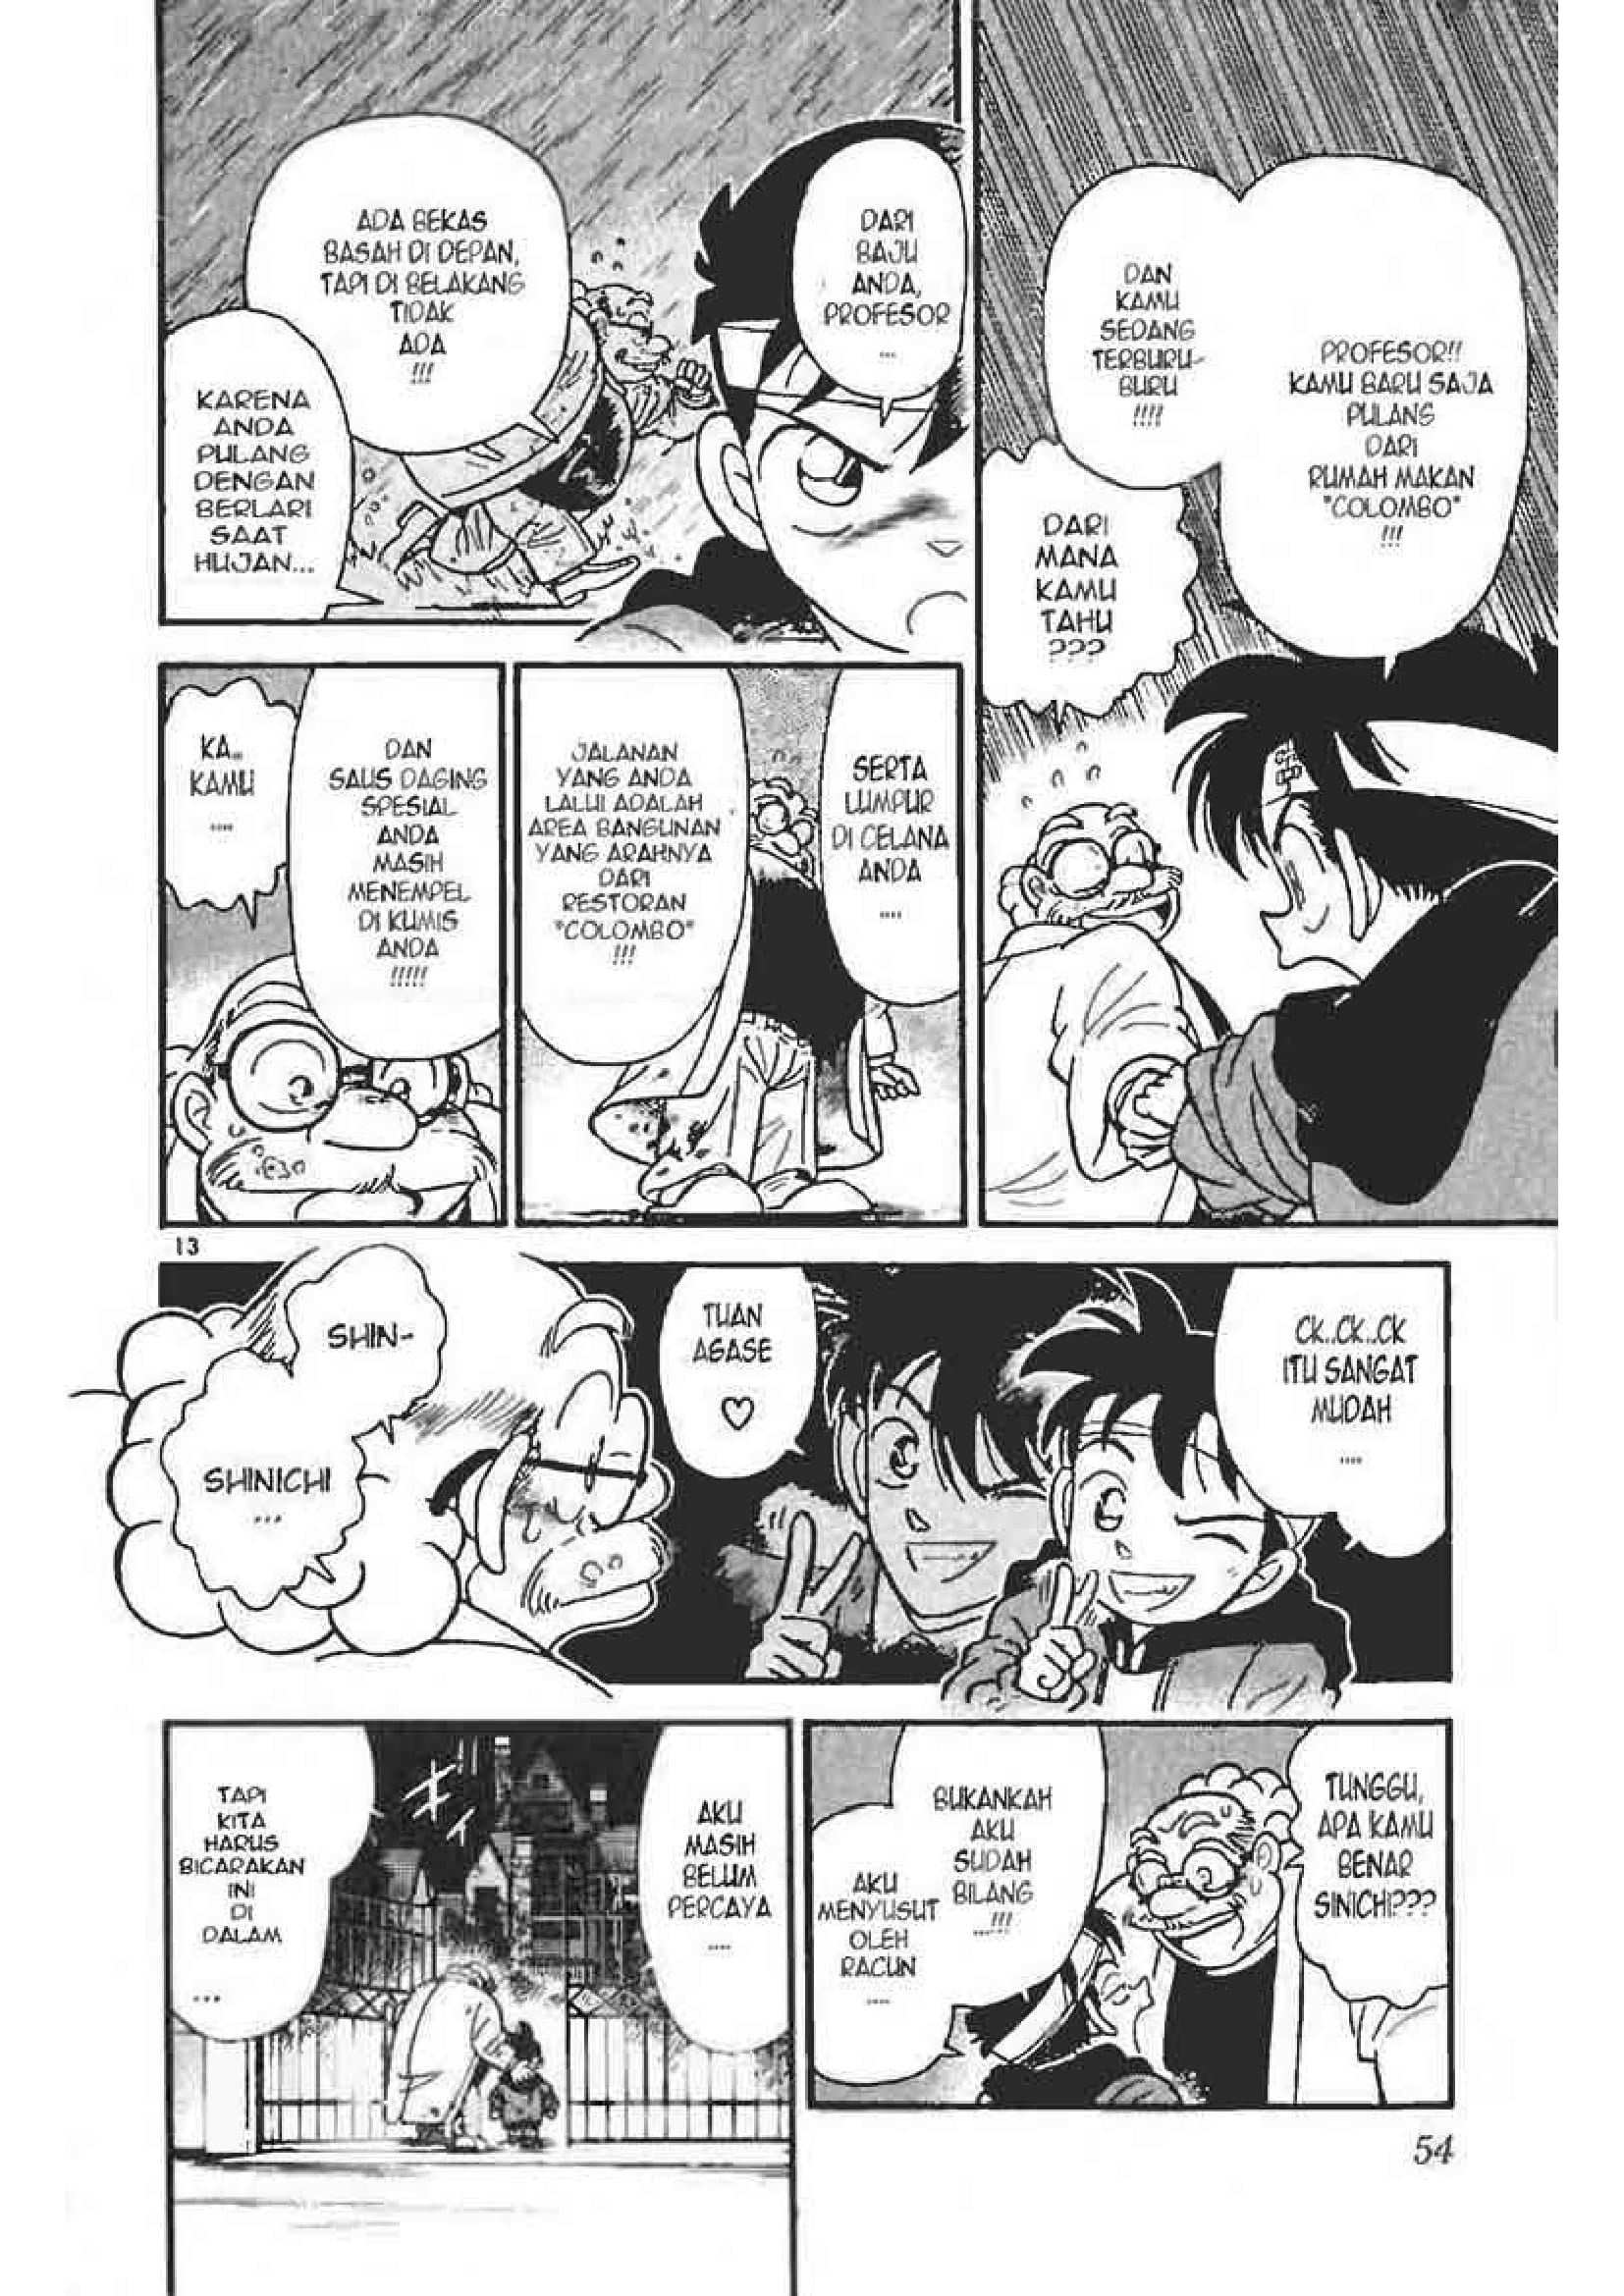 PROFESOR!!
KAMU BARU SAJA
PULANG
DARI
RUMAH MAKAN
"COLOMBO"
!!!
DAN
KAMU
SEDANG
TERBURU-
BURU
!!!!
DARI
MANA
KAMU
TAHU
???
DARI
BAJU
ANDA,
PROFESOR
...
ADA BEKAS
BASAH DI DEPAN,
TAPI DI BELAKANG
TIDAK
ADA
!!!
KARENA
ANDA
PULANG
DENGAN
BERLARI
SAAT
HUJAN...
SERTA
LUMPUR
DI CELANA
ANDA
....
JALANAN
YANG ANDA
LALUI ADALAH
AREA BANGUNAN
YANG ARAHNYA
DARI
RESTORAN
"COLOMBO"
!!!
DAN
SAUS DAGING
SPESIAL
ANDA
MASIH
MENEMPEL
DI KUMIS
ANDA
!!!!!
KA..
KAMU
....
13
CK..CK..CK
ITU SANGAT
MUDAH
....
TUAN
AGASE
♡
SHIN-
SHINICHI
...
TUNGGU,
APA KAMU
BENAR
SINICHI???
BUKANKAH
AKU
SUDAH
BILANG
....!!!
AKU
MENYUSUT
OLEH
RACUN
....
AKU
MASIH
BELUM
PERCAYA
....
TAPI
KITA
HARUS
BICARAKAN
INI
DI
DALAM
...
54